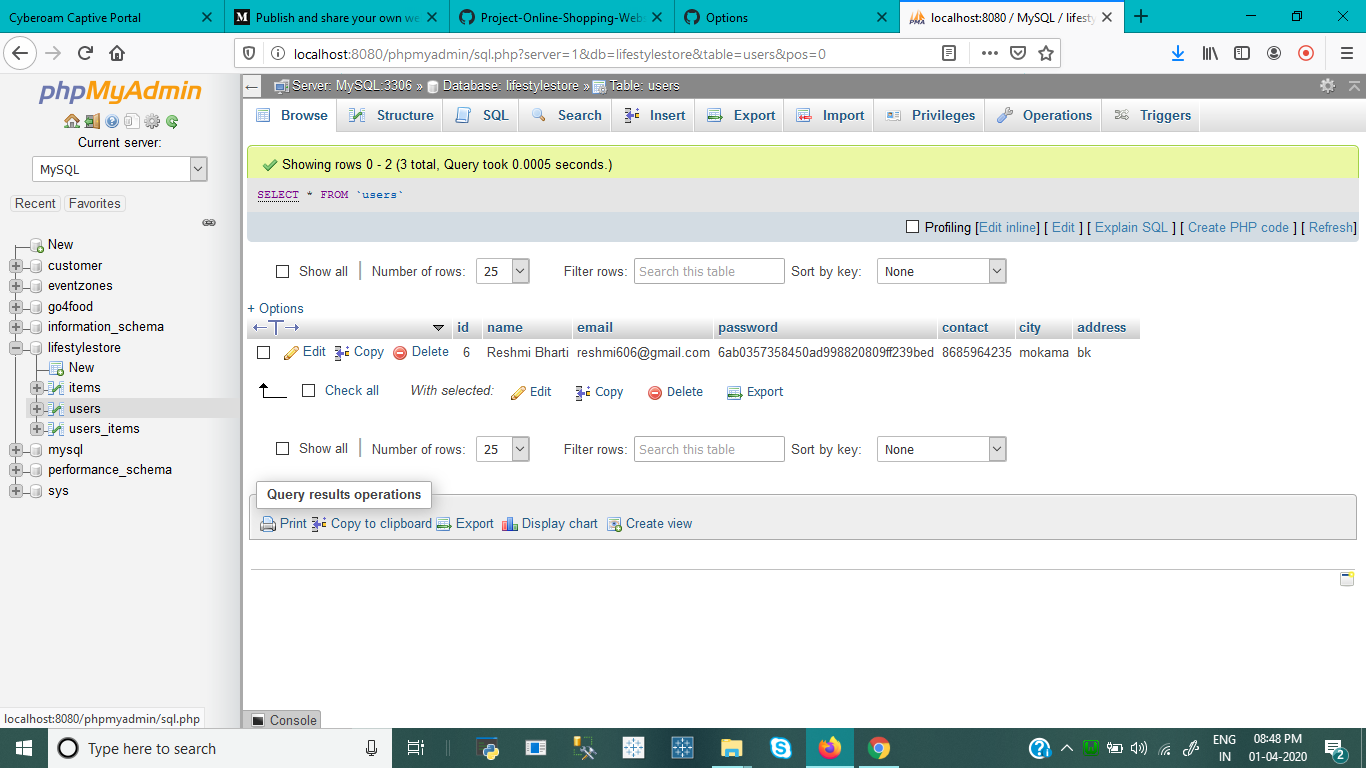 Cyberoam Captive Portal
Publish and share your own we
Project-Online-Shopping-Web
Options
localhost:8080 / MySQL / lifesty
localhost:8080/phpmyadmin/sql.php?server=1&db=lifestylestore&table=users&pos=0
phpMyAdmin
Current server:
MySQL
Recent Favorites
New
customer
eventzones
go4food
information_schema
lifestylestore
New
items
users
users_items
mysql
performance_schema
sys
localhost:8080/phpmyadmin/sql.php
Server: MySQL:3306 » Database: lifestylestore » Table: users
Browse Structure SQL Search Insert Export Import Privileges Operations Triggers
Showing rows 0 - 2 (3 total, Query took 0.0005 seconds.)
SELECT * FROM `users`
Profiling [Edit inline] [ Edit ] [ Explain SQL ] [ Create PHP code ] [ Refresh]
Show all Number of rows: 25 Filter rows: Search this table Sort by key: None
+ Options
id name email password contact city address
Edit Copy Delete 6 Reshmi Bharti reshmi606@gmail.com 6ab0357358450ad998820809ff239bed 8685964235 mokama bk
Check all With selected: Edit Copy Delete Export
Show all Number of rows: 25 Filter rows: Search this table Sort by key: None
Query results operations
Print Copy to clipboard Export Display chart Create view
Console
Type here to search
ENG
IN
08:48 PM
01-04-2020
2